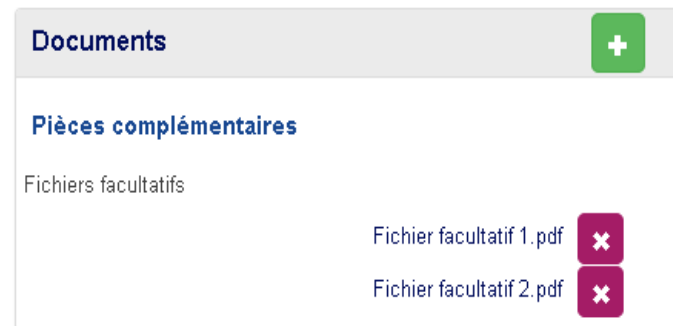 Documents
Pièces complémentaires
Fichiers facultatifs
Fichier facultatif 1.pdf
Fichier facultatif 2.pdf